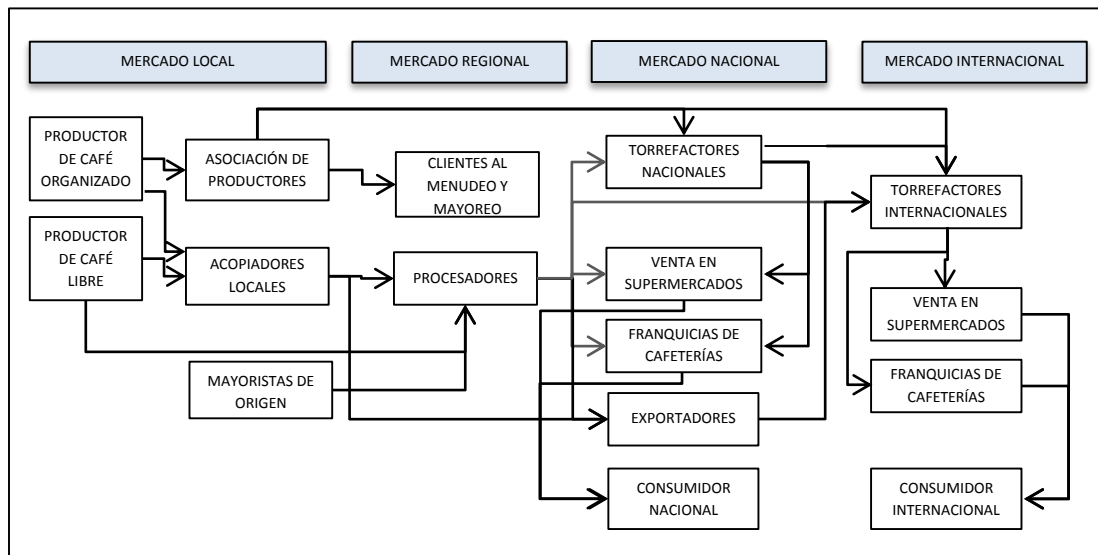 MERCADO LOCAL
MERCADO REGIONAL
MERCADO NACIONAL
MERCADO INTERNACIONAL
PRODUCTOR
DE CAFÉ
ORGANIZADO
ASOCIACIÓN DE
PRODUCTORES
CLIENTES AL
MENUDEO Y
MAYOREO
TORREFACTORES
NACIONALES
TORREFACTORES
INTERNACIONALES
PRODUCTOR
DE CAFÉ
LIBRE
ACOPIADORES
LOCALES
PROCESADORES
VENTA EN
SUPERMERCADOS
VENTA EN
SUPERMERCADOS
FRANQUICIAS DE
CAFETERÍAS
MAYORISTAS DE
ORIGEN
FRANQUICIAS DE
CAFETERÍAS
EXPORTADORES
CONSUMIDOR
NACIONAL
CONSUMIDOR
INTERNACIONAL